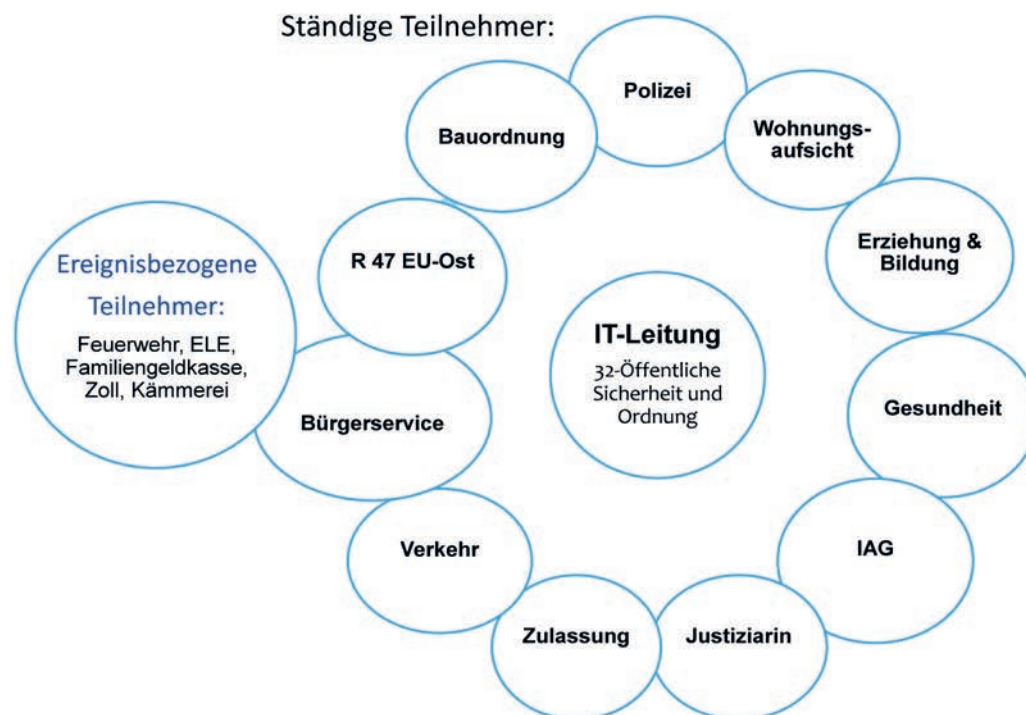 Ständige Teilnehmer:
Polizei
Bauordnung
Wohnungs-
aufsicht
R 47 EU-Ost
Erziehung &
Bildung
Ereignisbezogene
Teilnehmer:
Feuerwehr, ELE,
Familiengeldkasse,
Zoll, Kämmerei
IT-Leitung
32-Öffentliche
Sicherheit und
Ordnung
Bürgerservice
Gesundheit
Verkehr
IAG
Zulassung
Justiziarin